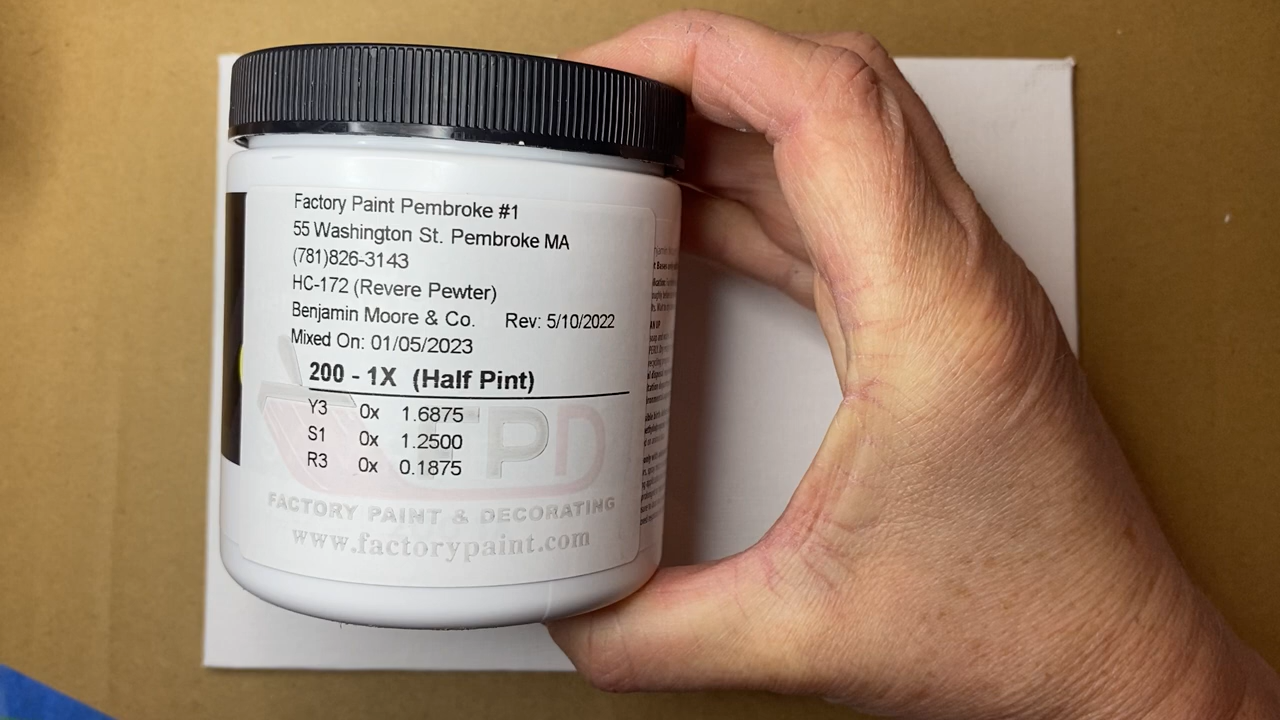 Factory Paint Pembroke #1
55 Washington St. Pembroke MA
(781)826-3143
HC-172 (Revere Pewter)
Benjamin Moore & Co. Rev: 5/10/2022
Mixed On: 01/05/2023
200 - 1X (Half Pint)
Y3 0x 1.6875
S1 0x 1.2500
R3 0x 0.1875
FPD
FACTORY PAINT & DECORATING
www.factorypaint.com